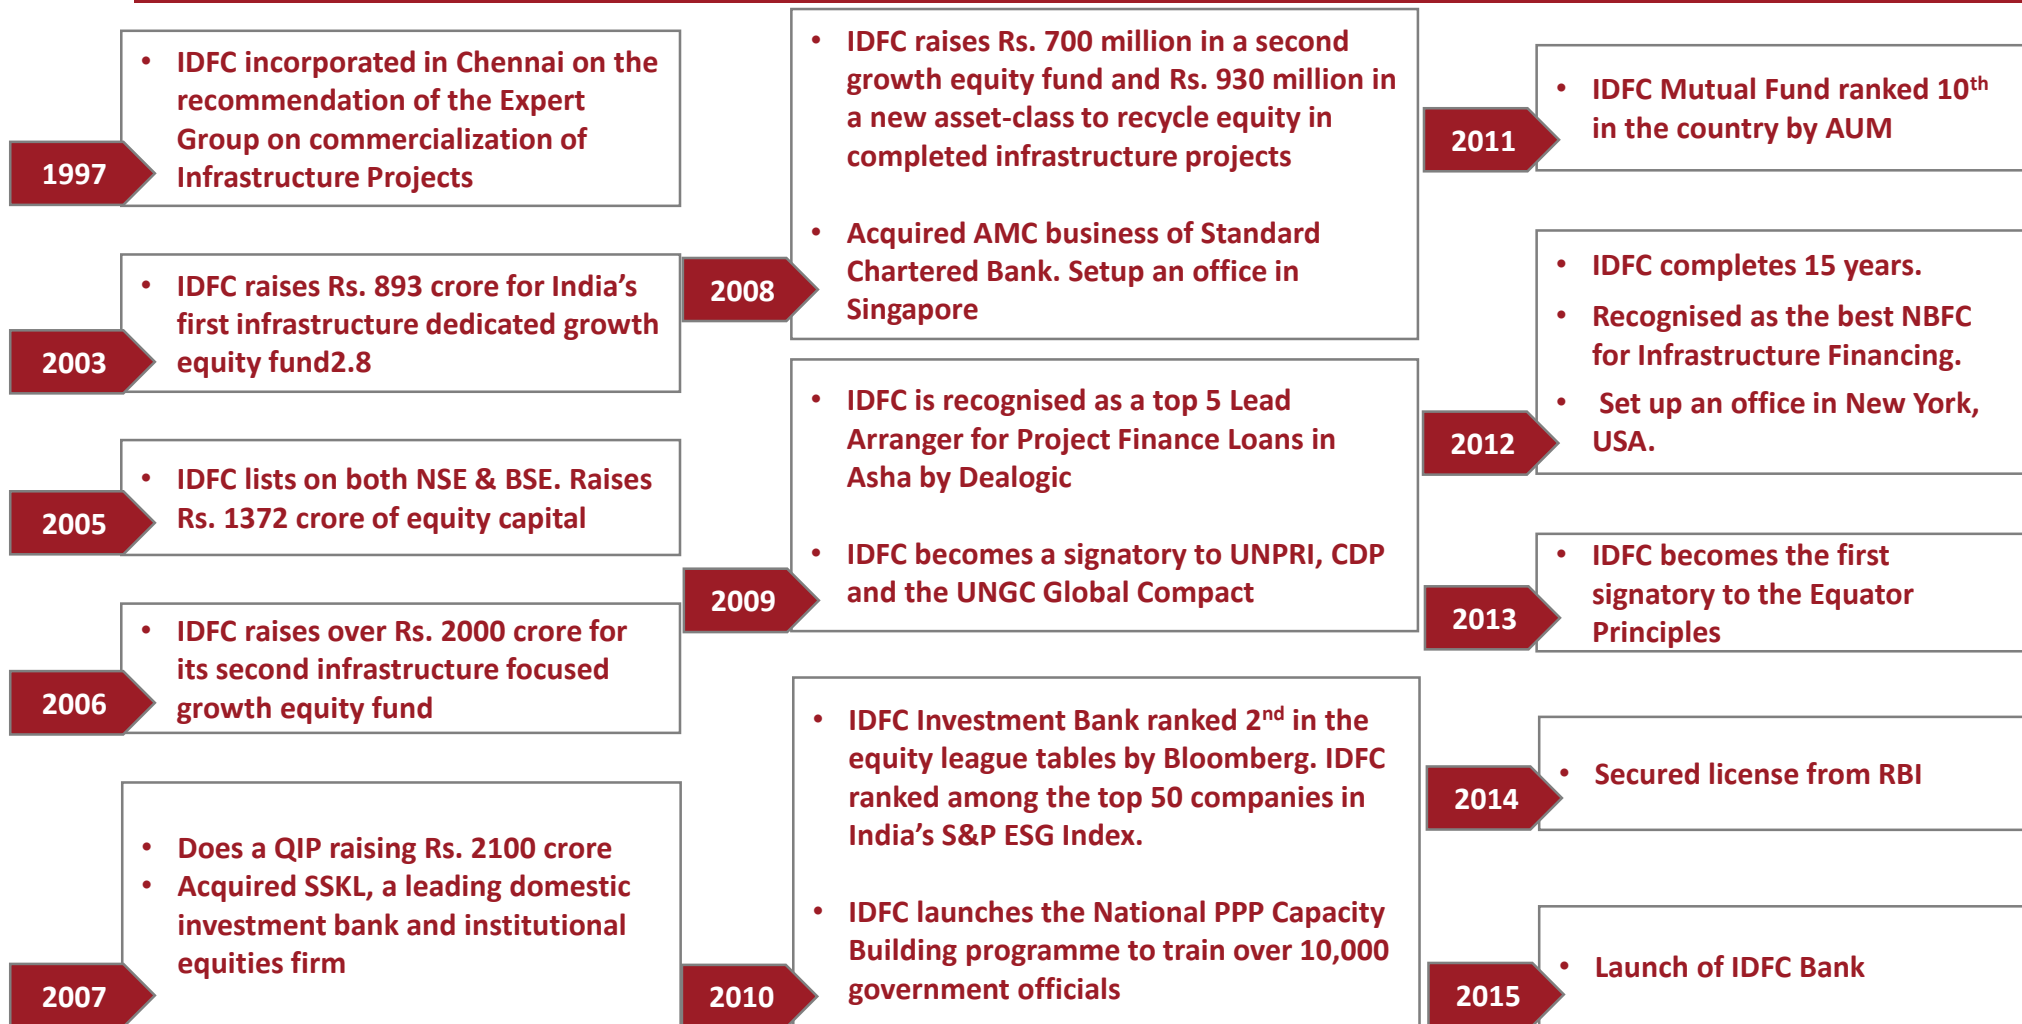 1997
• IDFC incorporated in Chennai on the
recommendation of the Expert
Group on commercialization of
Infrastructure Projects
2003
• IDFC raises Rs. 893 crore for India’s
first infrastructure dedicated growth
equity fund2.8
2005
• IDFC lists on both NSE & BSE. Raises
Rs. 1372 crore of equity capital
2006
• IDFC raises over Rs. 2000 crore for
its second infrastructure focused
growth equity fund
2007
• Does a QIP raising Rs. 2100 crore
• Acquired SSKL, a leading domestic
investment bank and institutional
equities firm
2008
• IDFC raises Rs. 700 million in a second
growth equity fund and Rs. 930 million in
a new asset-class to recycle equity in
completed infrastructure projects
• Acquired AMC business of Standard
Chartered Bank. Setup an office in
Singapore
2009
• IDFC is recognised as a top 5 Lead
Arranger for Project Finance Loans in
Asha by Dealogic
• IDFC becomes a signatory to UNPRI, CDP
and the UNGC Global Compact
2010
• IDFC Investment Bank ranked 2nd in the
equity league tables by Bloomberg. IDFC
ranked among the top 50 companies in
India’s S&P ESG Index.
• IDFC launches the National PPP Capacity
Building programme to train over 10,000
government officials
2011
• IDFC Mutual Fund ranked 10th
in the country by AUM
2012
• IDFC completes 15 years.
• Recognised as the best NBFC
for Infrastructure Financing.
• Set up an office in New York,
USA.
2013
• IDFC becomes the first
signatory to the Equator
Principles
2014
• Secured license from RBI
2015
• Launch of IDFC Bank